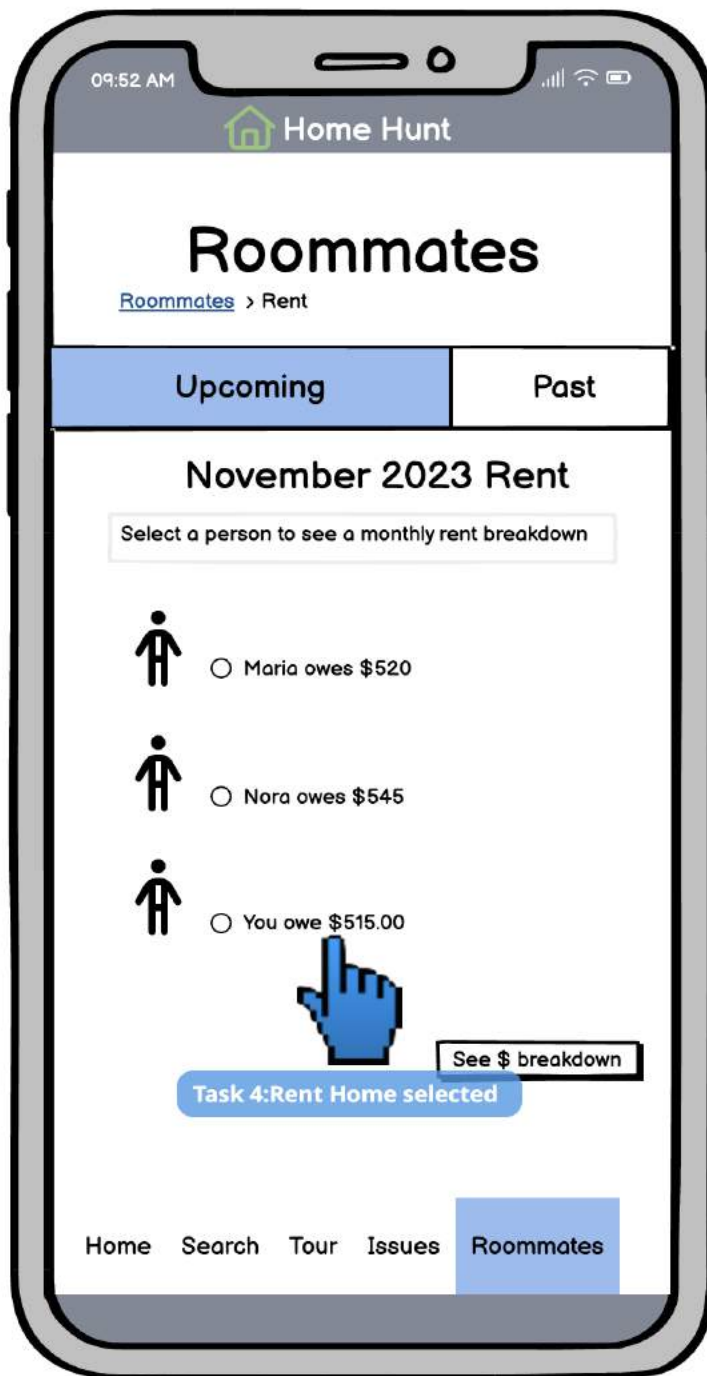 09:52 AM
Home Hunt
Roommates
Roommates > Rent
Upcoming Past
November 2023 Rent
Select a person to see a monthly rent breakdown
Maria owes $520
Nora owes $545
You owe $515.00
See $ breakdown
Task 4:Rent Home selected
Home Search Tour Issues Roommates